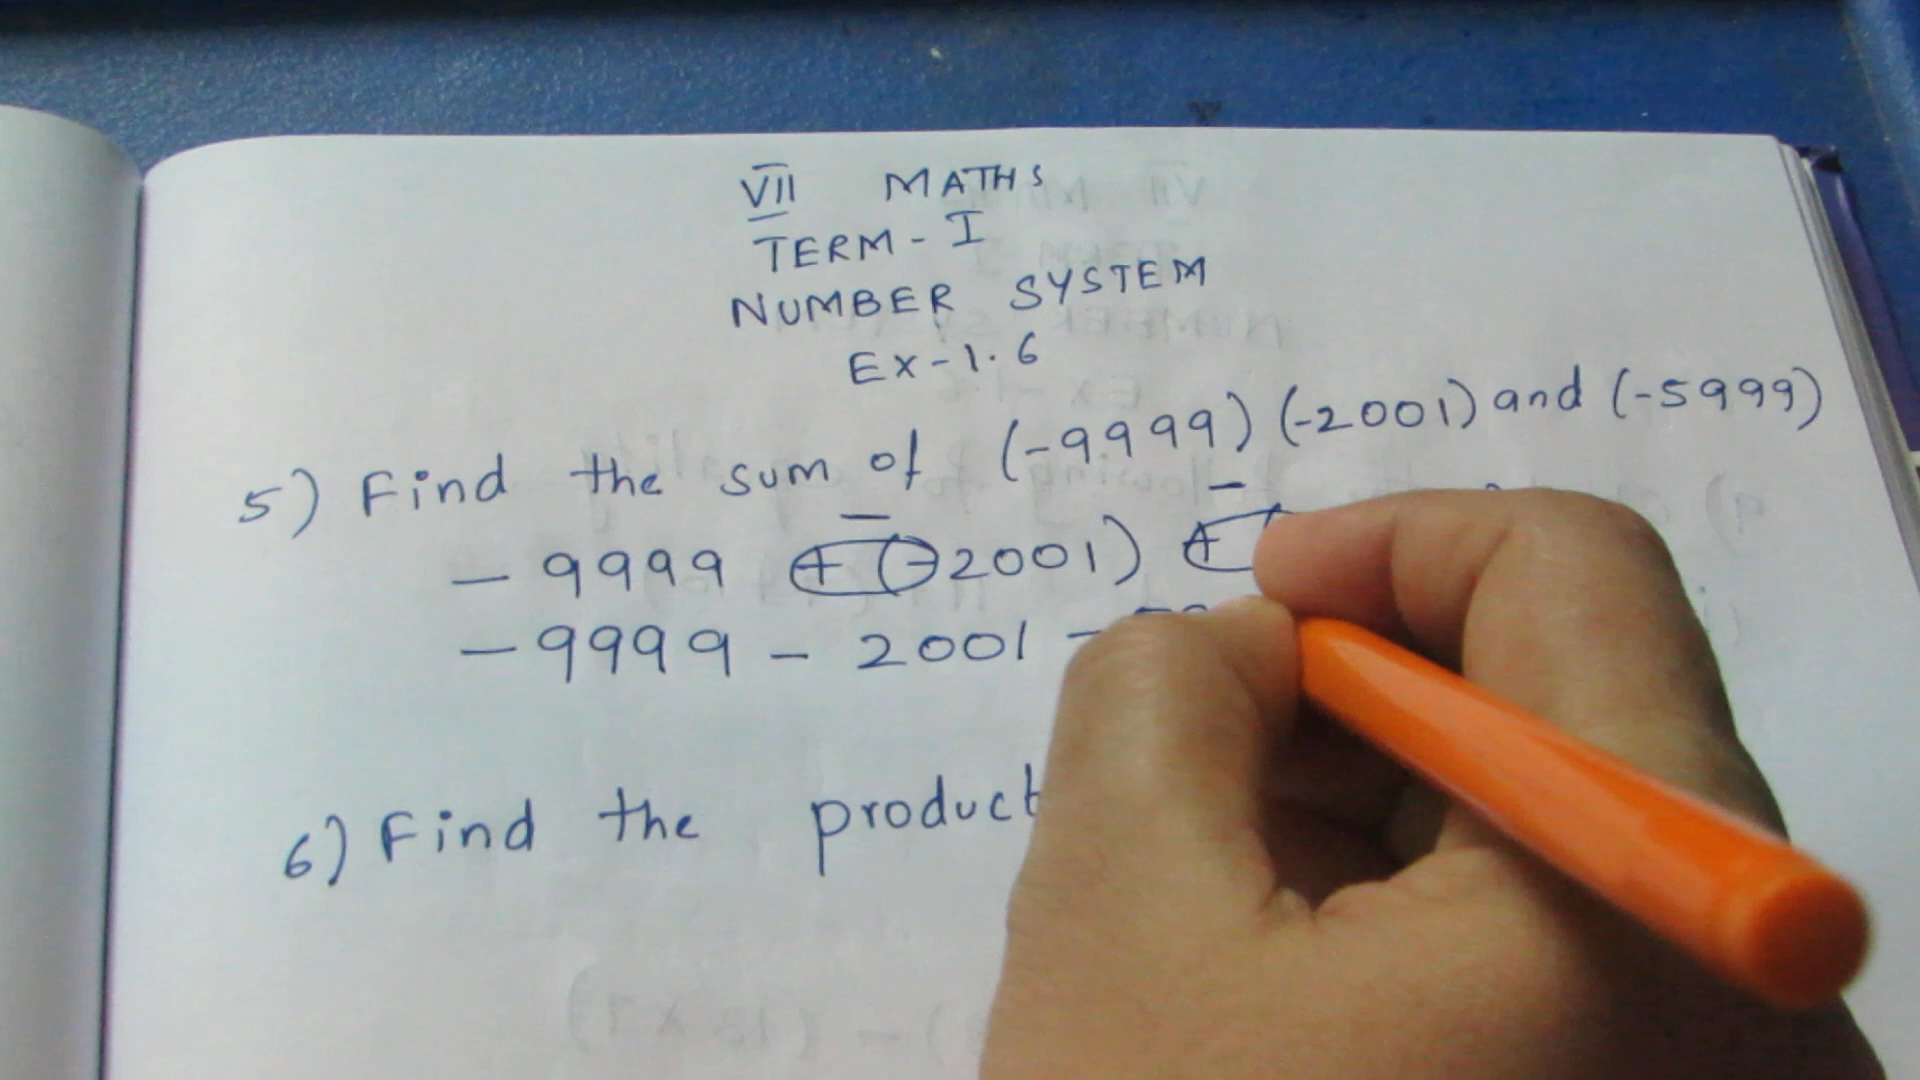 VII MATHS
TERM - I
NUMBER SYSTEM
EX-1.6
5) Find the sum of (-9999) (-2001) and (-5999)
- 9999 + (-2001) +
- 9999 - 2001 -
6) Find the product